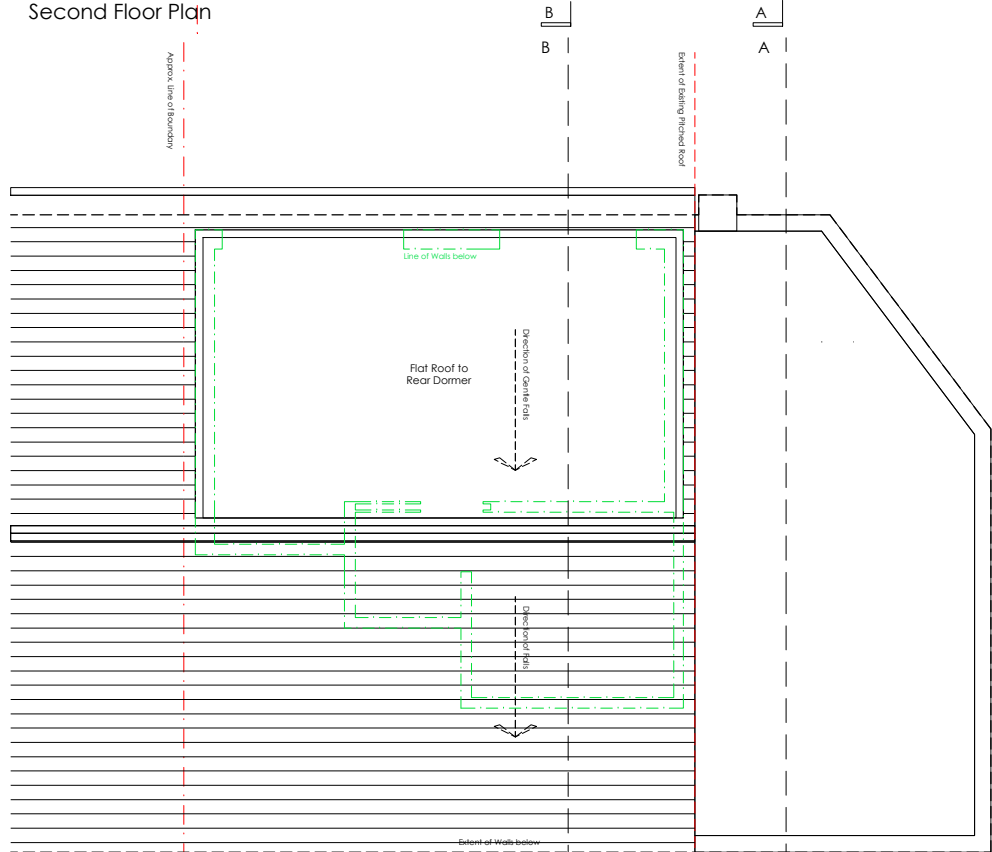 Second Floor Plan
B
A
B
A
Approx. Line of Boundary
Extent of Existing Pitched Roof
Line of Walls below
Direction of Gentle Falls
Flat Roof to
Rear Dormer
Direction of Falls
Extent of Walls below